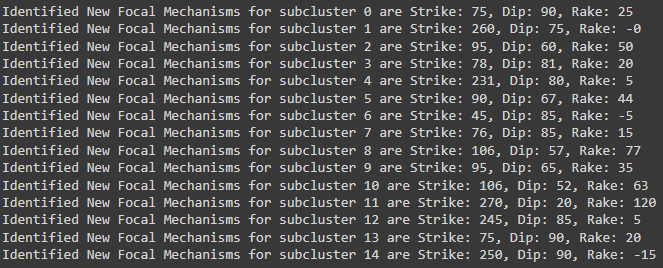 Identified New Focal Mechanisms for subcluster 0 are Strike: 75, Dip: 90, Rake: 25
Identified New Focal Mechanisms for subcluster 1 are Strike: 260, Dip: 75, Rake: -0
Identified New Focal Mechanisms for subcluster 2 are Strike: 95, Dip: 60, Rake: 50
Identified New Focal Mechanisms for subcluster 3 are Strike: 78, Dip: 81, Rake: 20
Identified New Focal Mechanisms for subcluster 4 are Strike: 231, Dip: 80, Rake: 5
Identified New Focal Mechanisms for subcluster 5 are Strike: 90, Dip: 67, Rake: 44
Identified New Focal Mechanisms for subcluster 6 are Strike: 45, Dip: 85, Rake: -5
Identified New Focal Mechanisms for subcluster 7 are Strike: 76, Dip: 85, Rake: 15
Identified New Focal Mechanisms for subcluster 8 are Strike: 106, Dip: 57, Rake: 77
Identified New Focal Mechanisms for subcluster 9 are Strike: 95, Dip: 65, Rake: 35
Identified New Focal Mechanisms for subcluster 10 are Strike: 106, Dip: 52, Rake: 63
Identified New Focal Mechanisms for subcluster 11 are Strike: 270, Dip: 20, Rake: 120
Identified New Focal Mechanisms for subcluster 12 are Strike: 245, Dip: 85, Rake: 5
Identified New Focal Mechanisms for subcluster 13 are Strike: 75, Dip: 90, Rake: 20
Identified New Focal Mechanisms for subcluster 14 are Strike: 250, Dip: 90, Rake: -15